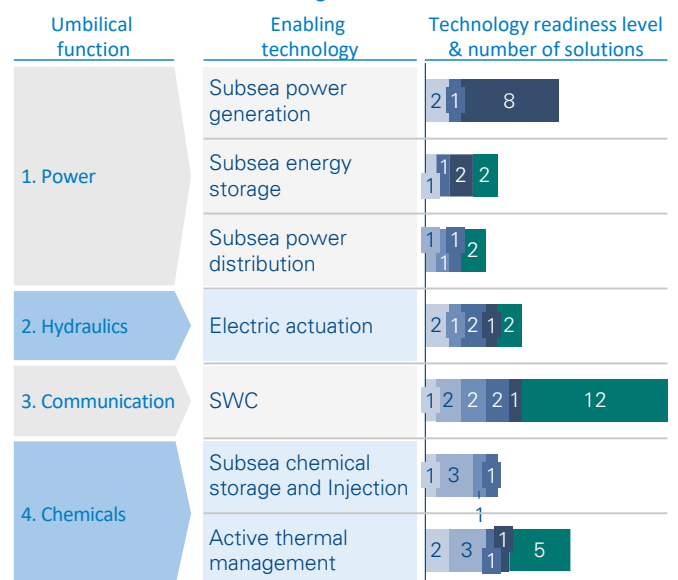 Umbilical function
Enabling technology
Technology readiness level & number of solutions
1. Power
Subsea power generation
2 1 8
Subsea energy storage
1 1 2 2
Subsea power distribution
1 1 1 2
2. Hydraulics
Electric actuation
2 1 2 1 2
3. Communication
SWC
1 2 2 2 1 12
4. Chemicals
Subsea chemical storage and Injection
1 3 1 1
Active thermal management
2 3 1 1 5